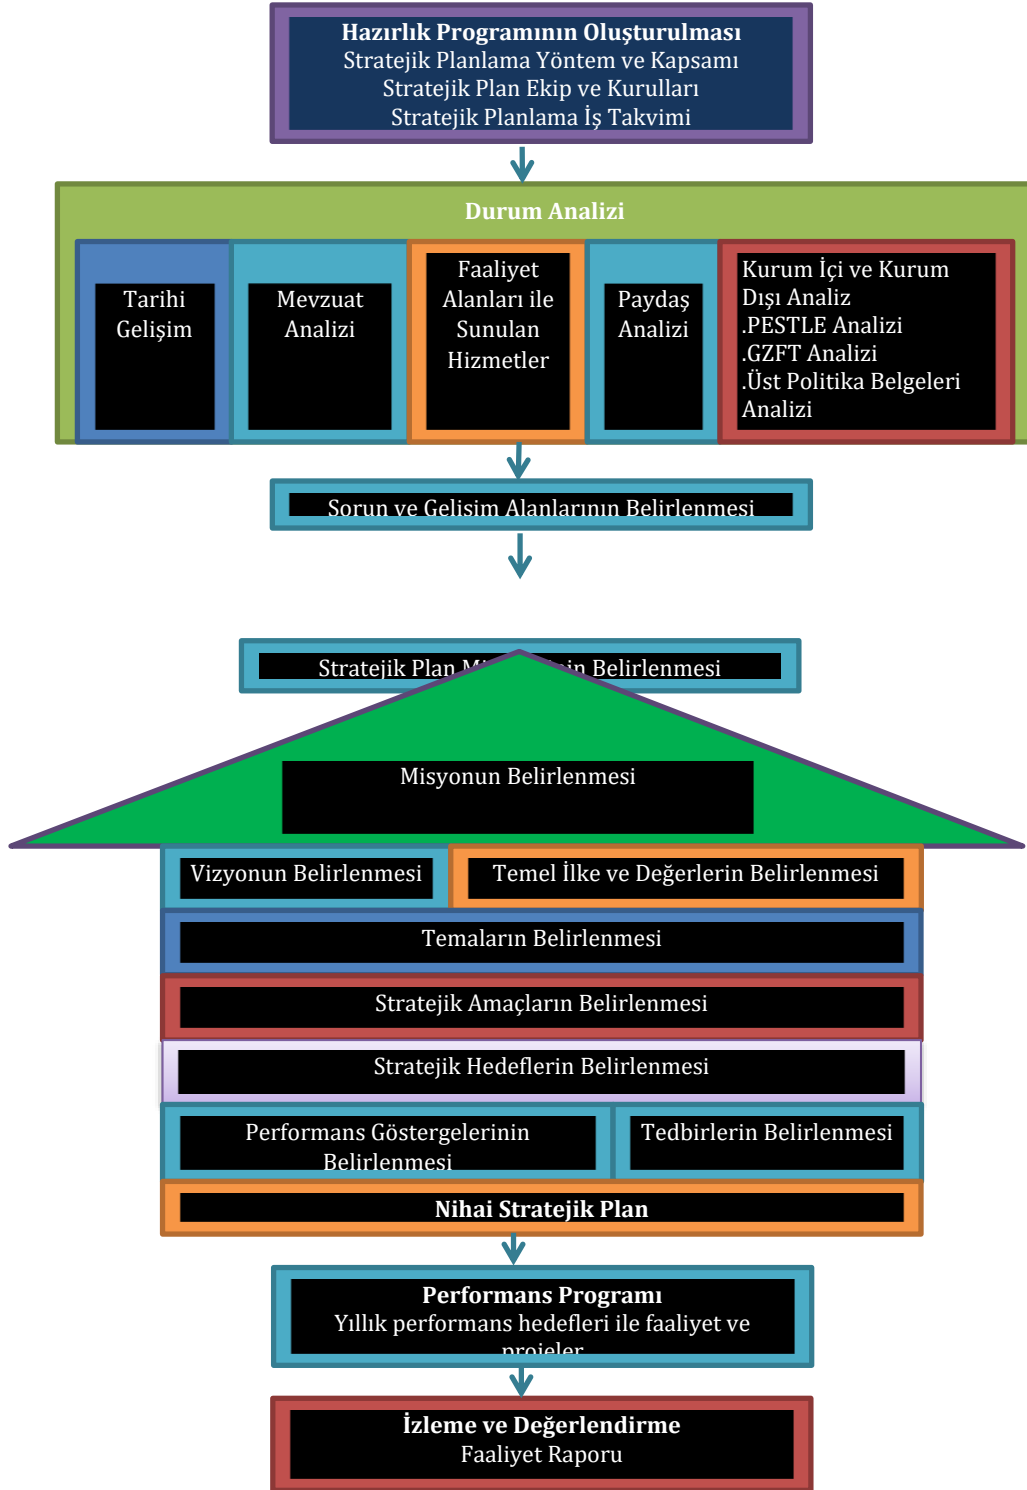 Hazırlık Programının Oluşturulması
Stratejik Planlama Yöntem ve Kapsamı
Stratejik Plan Ekip ve Kurulları
Stratejik Planlama İş Takvimi
Durum Analizi
Tarihi
Gelişim
Mevzuat
Analizi
Faaliyet
Alanları ile
Sunulan
Hizmetler
Paydaş
Analizi
Kurum İçi ve Kurum
Dışı Analiz
.PESTLE Analizi
.GZFT Analizi
.Üst Politika Belgeleri
Analizi
Sorun ve Gelişim Alanlarının Belirlenmesi
Stratejik Plan Belirlenmesi
Misyonun Belirlenmesi
Vizyonun Belirlenmesi
Temel İlke ve Değerlerin Belirlenmesi
Temaların Belirlenmesi
Stratejik Amaçların Belirlenmesi
Stratejik Hedeflerin Belirlenmesi
Performans Göstergelerinin
Belirlenmesi
Tedbirlerin Belirlenmesi
Nihai Stratejik Plan
Performans Programı
Yıllık performans hedefleri ile faaliyet ve
projeler
İzleme ve Değerlendirme
Faaliyet Raporu